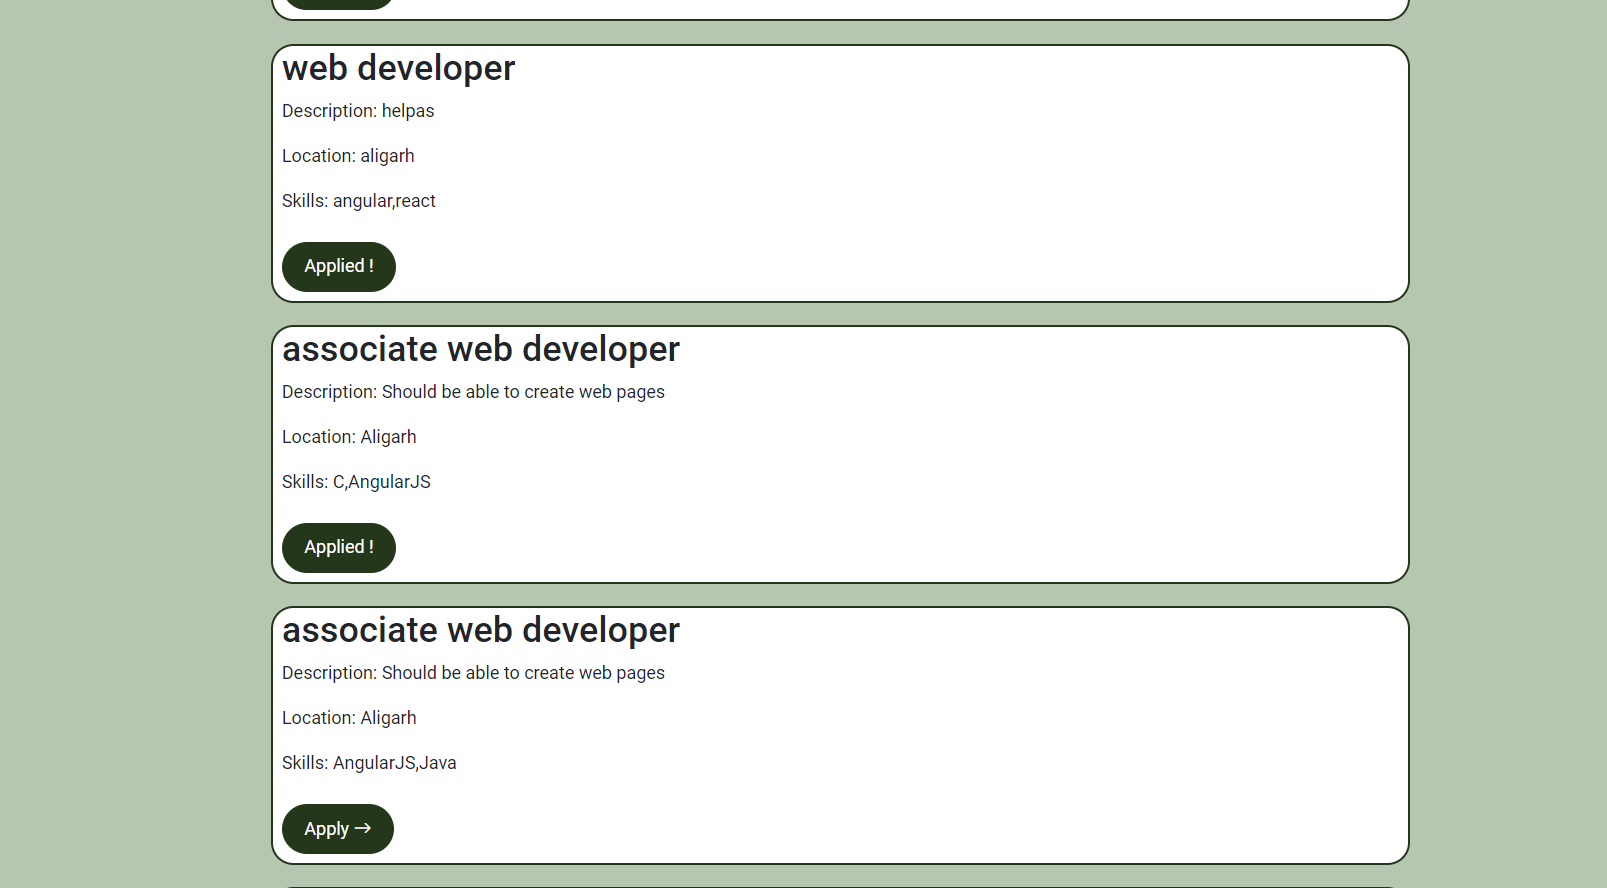 web developer
Description: helpas
Location: aligarh
Skills: angular,react
Applied !
associate web developer
Description: Should be able to create web pages
Location: Aligarh
Skills: C,AngularJS
Applied !
associate web developer
Description: Should be able to create web pages
Location: Aligarh
Skills: AngularJS,Java
Apply →